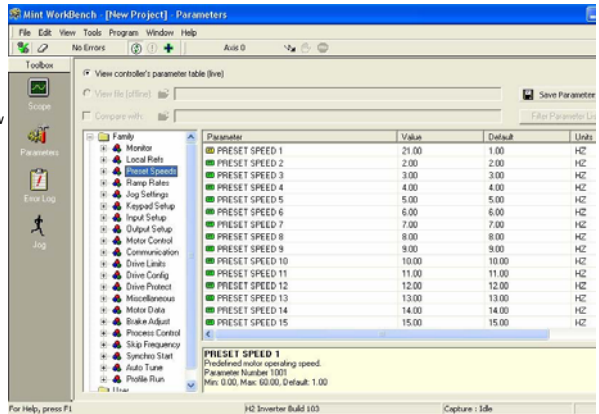 Mint WorkBench - [New Project] - Parameters
File Edit View Tools Program Window Help
No Errors Axis 0
Toolbox
Scope
Parameters
Error Log
Jog
View controller's parameter table (live)
View file (offline)
Compare with:
Save Parameter
Filter Parameter List
Family
Monitor
Local Rets
Preset Speeds
Ramp Rates
Jog Settings
Keypad Setup
Input Setup
Output Setup
Motor Control
Communication
Drive Limits
Drive Config
Drive Protect
Miscellaneous
Motor Data
Brake Adjust
Process Control
Skip Frequency
Synchro Start
Auto Tune
Profile Run
User
Parameter Value Default Units
PRESET SPEED 1 21.00 1.00 HZ
PRESET SPEED 2 2.00 2.00 HZ
PRESET SPEED 3 3.00 3.00 HZ
PRESET SPEED 4 4.00 4.00 HZ
PRESET SPEED 5 5.00 5.00 HZ
PRESET SPEED 6 6.00 6.00 HZ
PRESET SPEED 7 7.00 7.00 HZ
PRESET SPEED 8 8.00 8.00 HZ
PRESET SPEED 9 9.00 9.00 HZ
PRESET SPEED 10 10.00 10.00 HZ
PRESET SPEED 11 11.00 11.00 HZ
PRESET SPEED 12 12.00 12.00 HZ
PRESET SPEED 13 13.00 13.00 HZ
PRESET SPEED 14 14.00 14.00 HZ
PRESET SPEED 15 15.00 15.00 HZ
PRESET SPEED 1
Predefined motor operating speed.
Parameter Number 1001
Min: 0.00, Max: 60.00, Default: 1.00
For Help, press F1 H2 Inverter Build 103 Capture : Idle